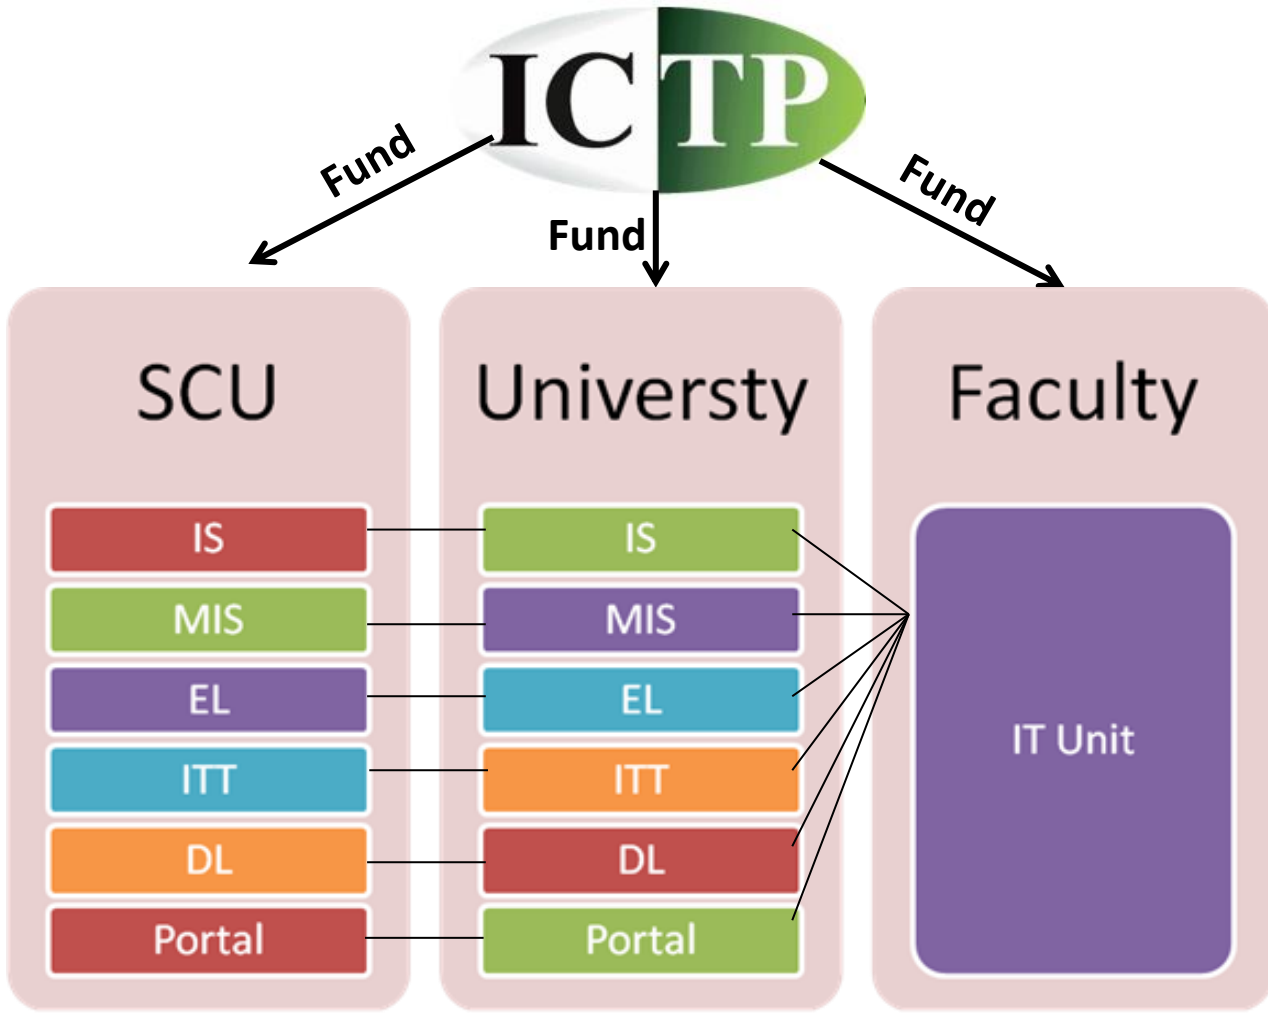 ICTP
Fund
Fund
Fund
SCU
Universty
Faculty
IS
MIS
EL
ITT
DL
Portal
IS
MIS
EL
ITT
DL
Portal
IT Unit